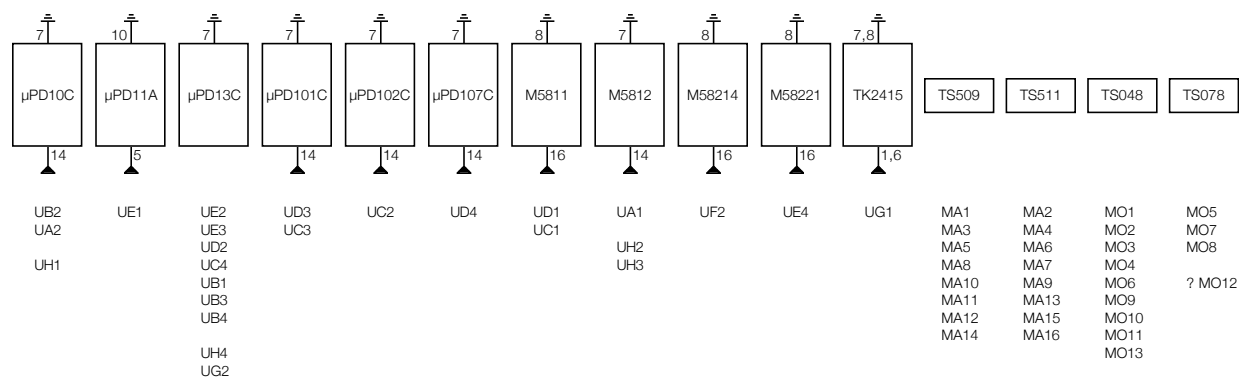 7 10 7 7 7 7 8 7 8 8 7,8
µPD10C µPD11A µPD13C µPD101C µPD102C µPD107C M5811 M5812 M58214 M58221 TK2415 TS509 TS511 TS048 TS078
14 5 14 14 14 16 14 16 16 1,6
UB2 UE1 UE2 UD3 UC2 UD4 UD1 UA1 UF2 UE4 UG1 MA1 MA2 MO1 MO5
UA2 UE3 UC3 UC1 MA3 MA4 MO2 MO7
UD2 UH2 MA5 MA6 MO3 MO8
UH1 UC4 UH3 MA8 MA7 MO4
UB1 MA10 MA9 MO6 ? MO12
UB3 MA11 MA13 MO9
UB4 MA12 MA15 MO10
MA14 MA16 MO11
UH4 MO13
UG2